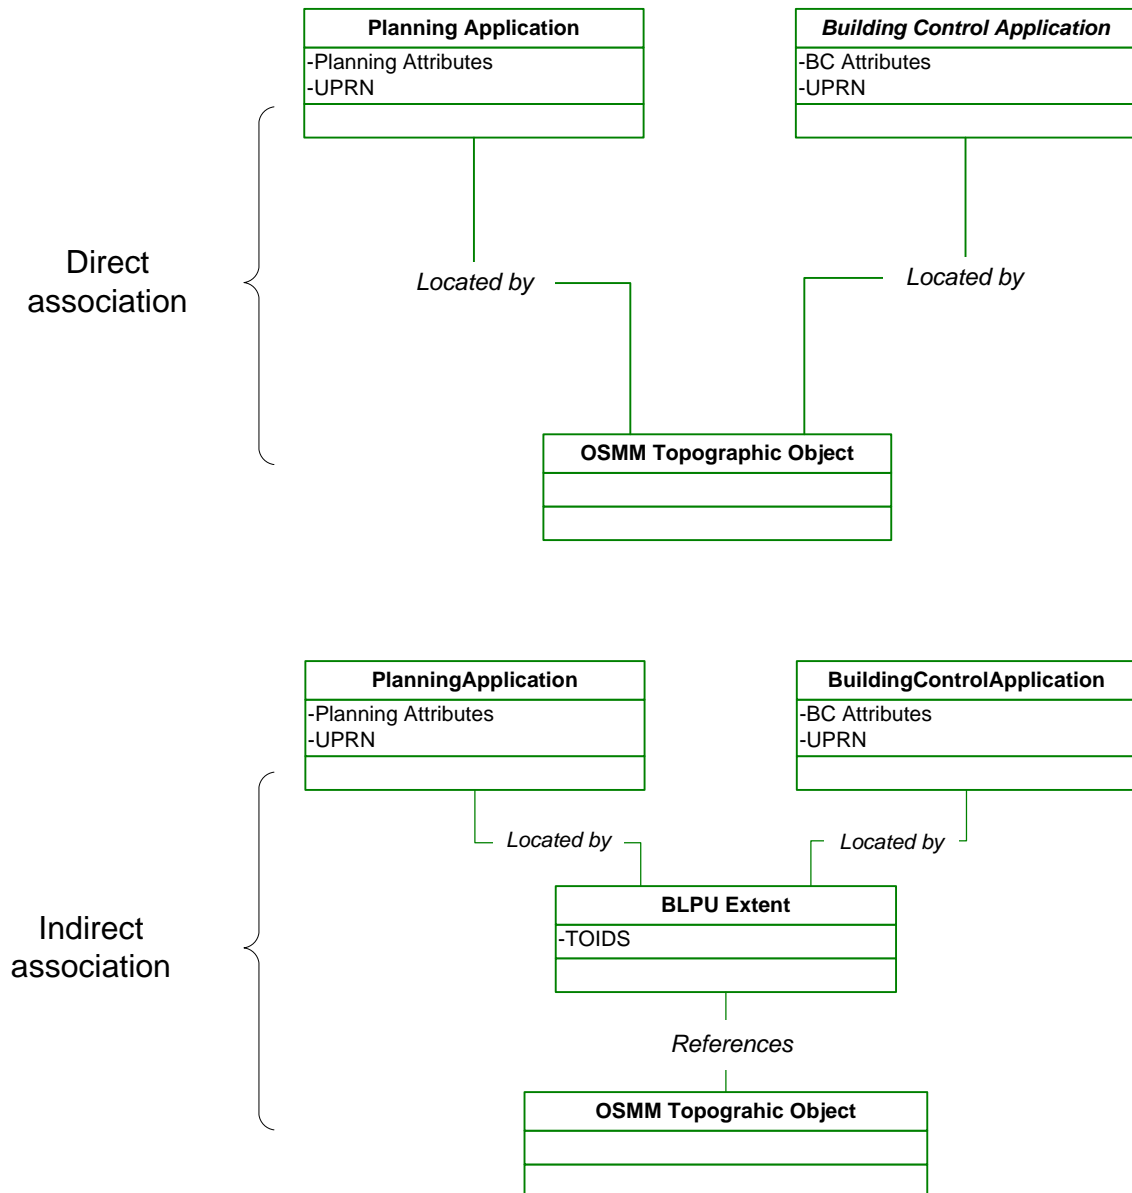 Planning Application
-Planning Attributes
-UPRN
Building Control Application
-BC Attributes
-UPRN
Direct
association
Located by
Located by
OSMM Topographic Object
PlanningApplication
-Planning Attributes
-UPRN
BuildingControlApplication
-BC Attributes
-UPRN
Located by
Located by
Indirect
association
BLPU Extent
-TOIDS
References
OSMM Topograhic Object